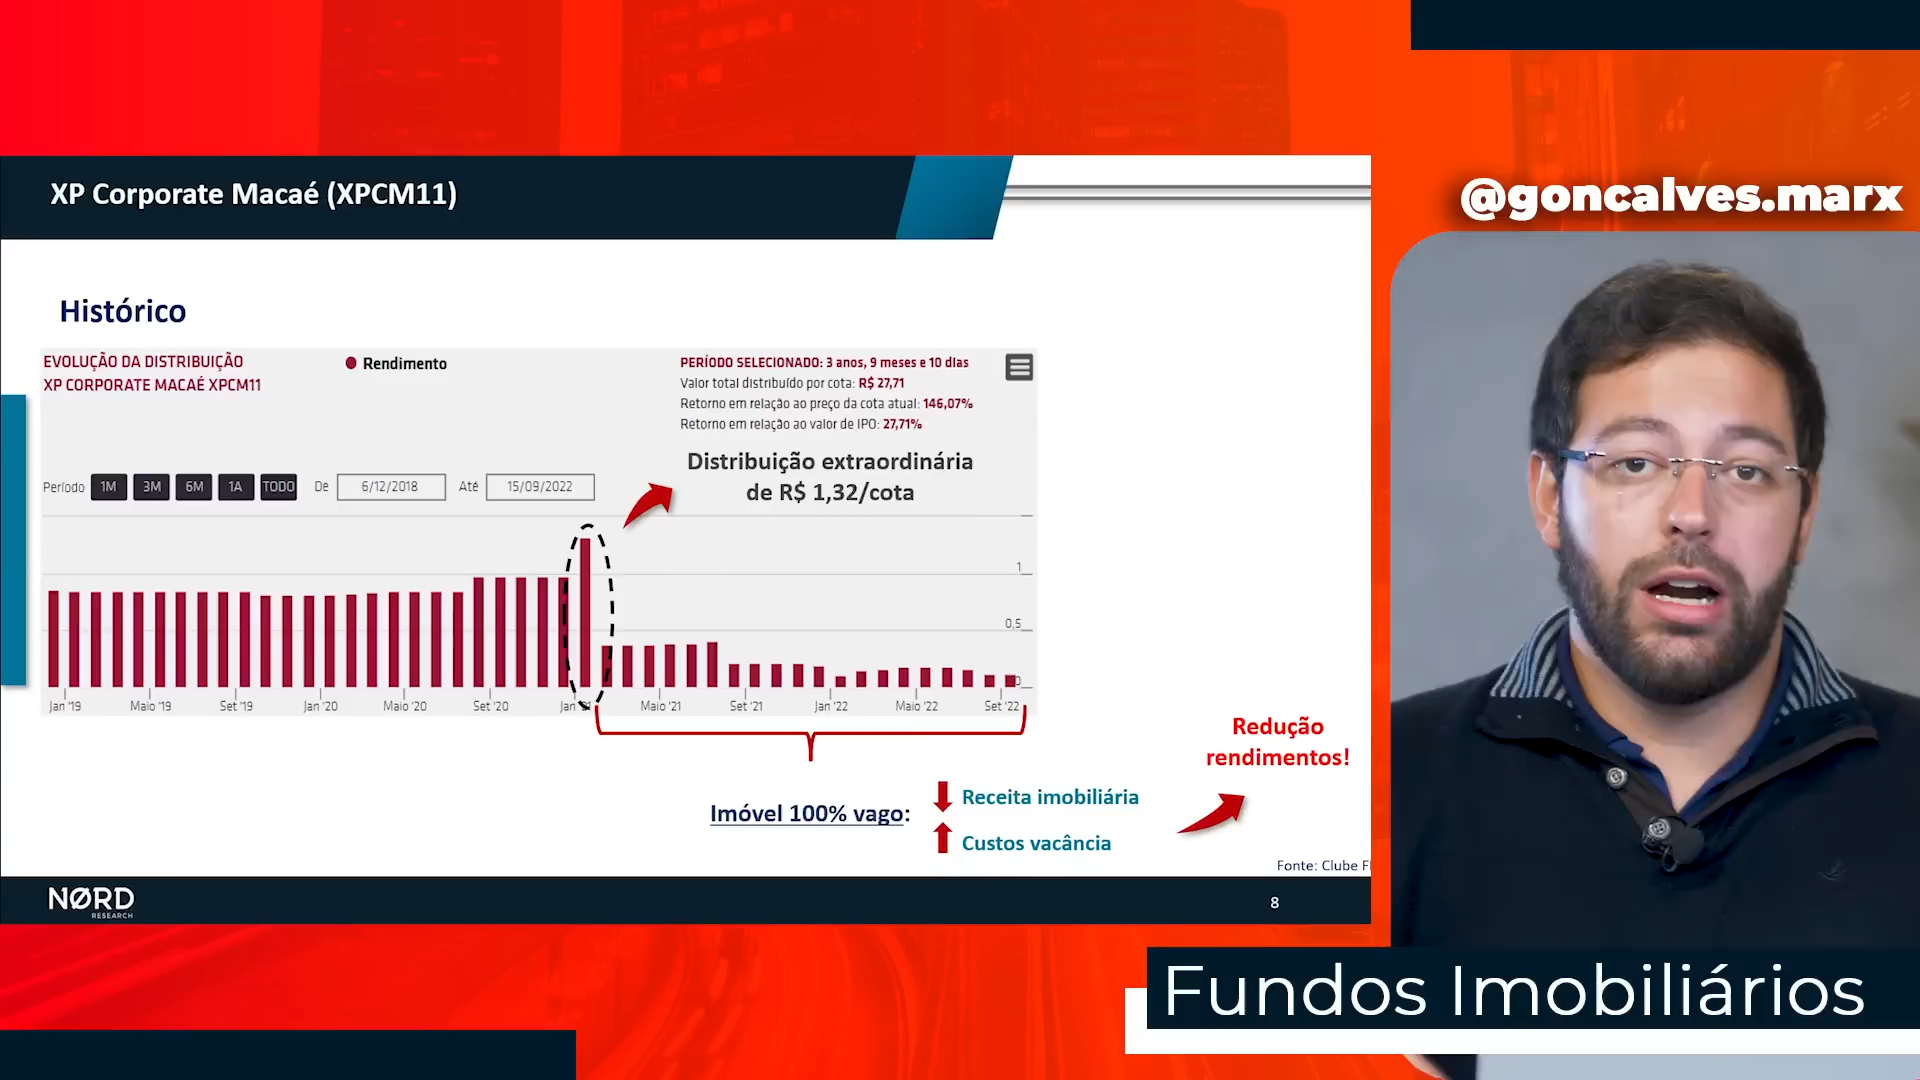 XP Corporate Macaé (XPCM11)
@goncalves.marx
Histórico
EVOLUÇÃO DA DISTRIBUIÇÃO
XP CORPORATE MACAÉ XPCM11
Rendimento
PERÍODO SELECIONADO: 3 anos, 9 meses e 10 dias
Valor total distribuído por cota: R$ 27,71
Retorno em relação ao preço da cota atual: 146,07%
Retorno em relação ao valor de IPO: 27,71%
Distribuição extraordinária
de R$ 1,32/cota
Período 1M 3M 6M 1A TODO De 6/12/2018 Até 15/09/2022
1
0,5
0
Jan '19 Maio '19 Set '19 Jan '20 Maio '20 Set '20 Jan '21 Maio '21 Set '21 Jan '22 Maio '22 Set '22
Redução
rendimentos!
Imóvel 100% vago:
Receita imobiliária
Custos vacância
Fonte: Clube F
NØRD
RESEARCH
8
Fundos Imobiliários